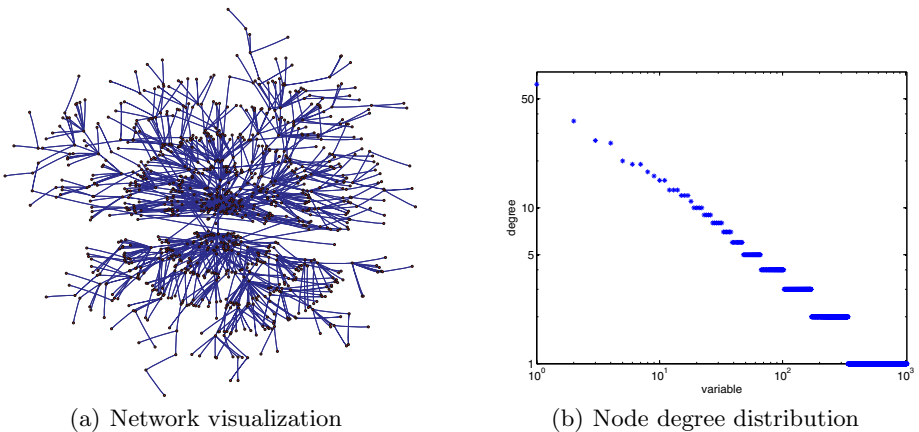 50
10
5
1
degree
10^0
10^1
10^2
10^3
variable
(a) Network visualization
(b) Node degree distribution